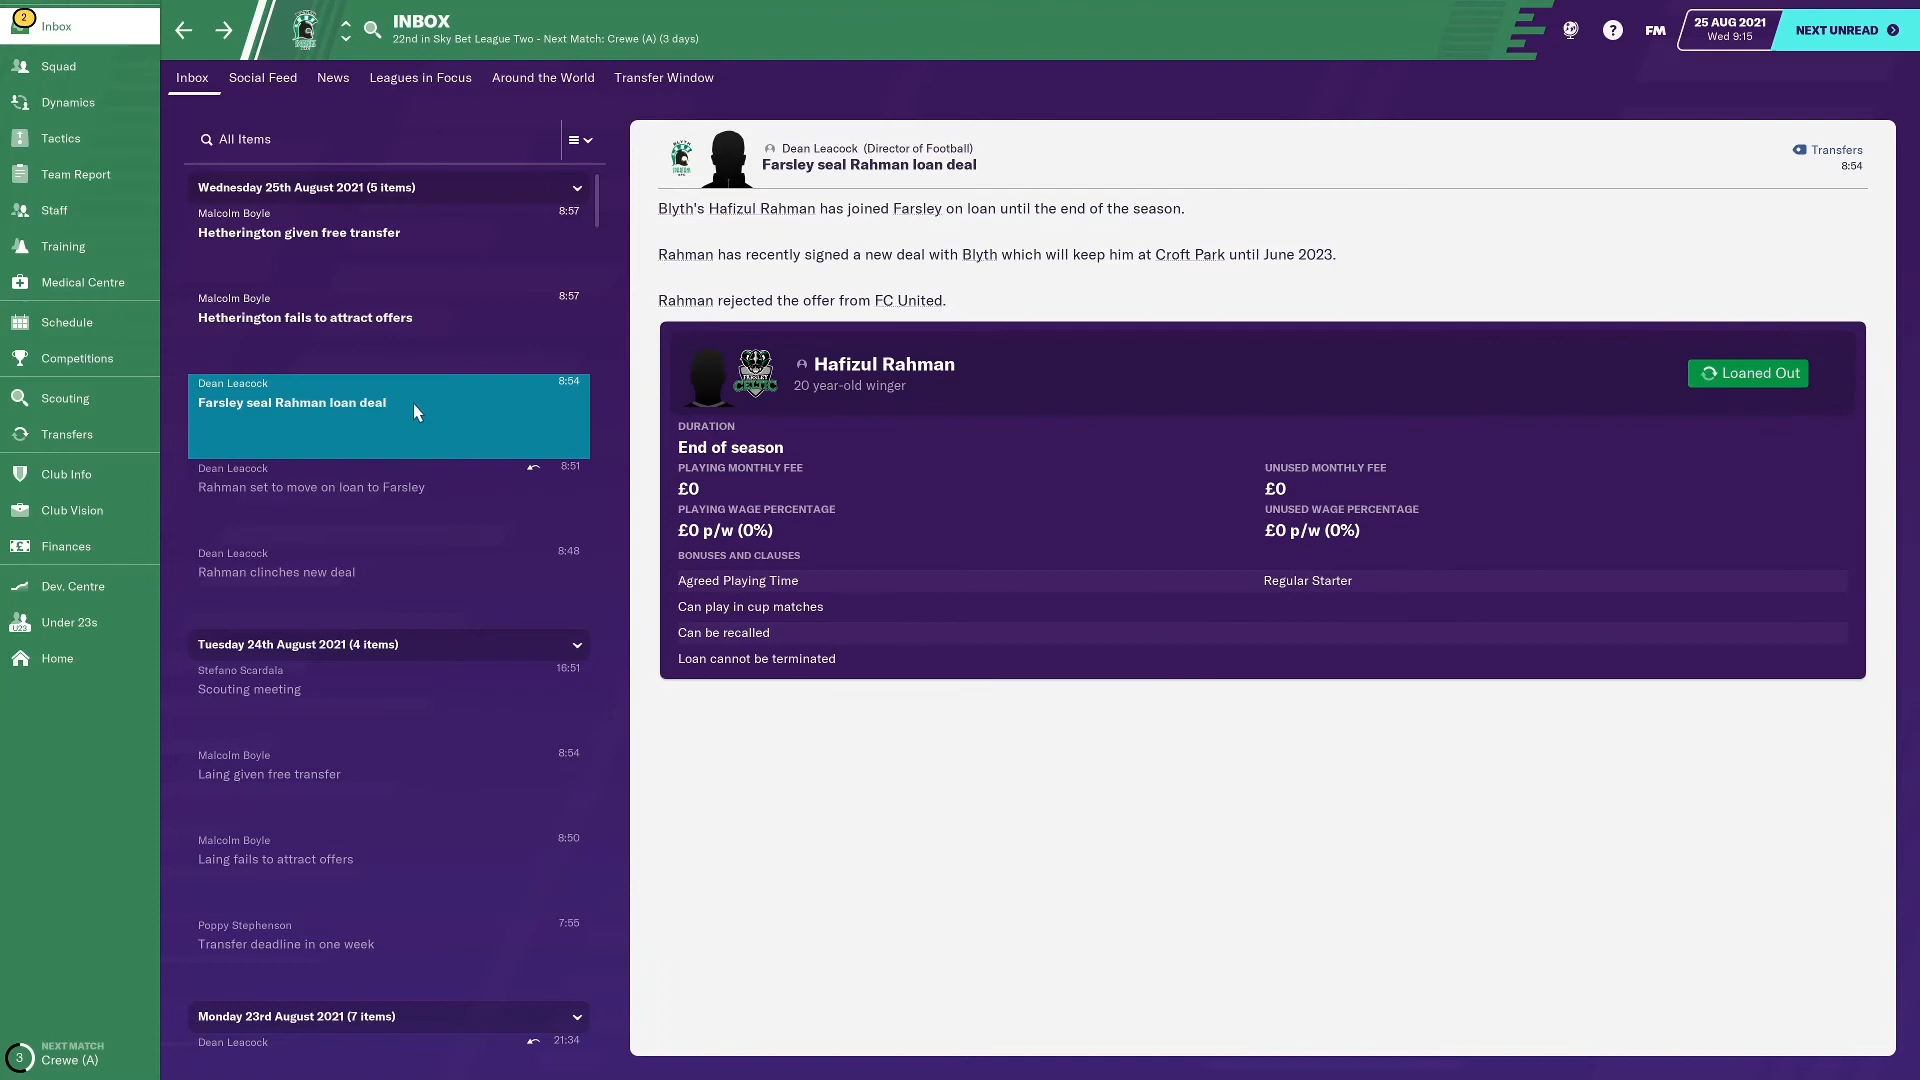 2
Inbox
Squad
Dynamics
Tactics
Team Report
Staff
Training
Medical Centre
Schedule
Competitions
Scouting
Transfers
Club Info
Club Vision
Finances
Dev. Centre
U23
Under 23s
Home
3
NEXT MATCH
Crewe (A)
INBOX
22nd in Sky Bet League Two - Next Match: Crewe (A) (3 days)
?
FM
25 AUG 2021
Wed 9:15
NEXT UNREAD
Inbox Social Feed News Leagues in Focus Around the World Transfer Window
All Items
Wednesday 25th August 2021 (5 items)
Malcolm Boyle 8:57
Hetherington given free transfer
Malcolm Boyle 8:57
Hetherington fails to attract offers
Dean Leacock 8:54
Farsley seal Rahman loan deal
Dean Leacock 8:51
Rahman set to move on loan to Farsley
Dean Leacock 8:48
Rahman clinches new deal
Tuesday 24th August 2021 (4 items)
Stefano Scardala 16:51
Scouting meeting
Malcolm Boyle 8:54
Laing given free transfer
Malcolm Boyle 8:50
Laing fails to attract offers
Poppy Stephenson 7:55
Transfer deadline in one week
Monday 23rd August 2021 (7 items)
Dean Leacock 21:34
Dean Leacock (Director of Football)
Farsley seal Rahman loan deal
Transfers
8:54
Blyth's Hafizul Rahman has joined Farsley on loan until the end of the season.
Rahman has recently signed a new deal with Blyth which will keep him at Croft Park until June 2023.
Rahman rejected the offer from FC United.
FARSLEY
CELTIC
Hafizul Rahman
20 year-old winger
Loaned Out
DURATION
End of season
PLAYING MONTHLY FEE UNUSED MONTHLY FEE
£0 £0
PLAYING WAGE PERCENTAGE UNUSED WAGE PERCENTAGE
£0 p/w (0%) £0 p/w (0%)
BONUSES AND CLAUSES
Agreed Playing Time Regular Starter
Can play in cup matches
Can be recalled
Loan cannot be terminated